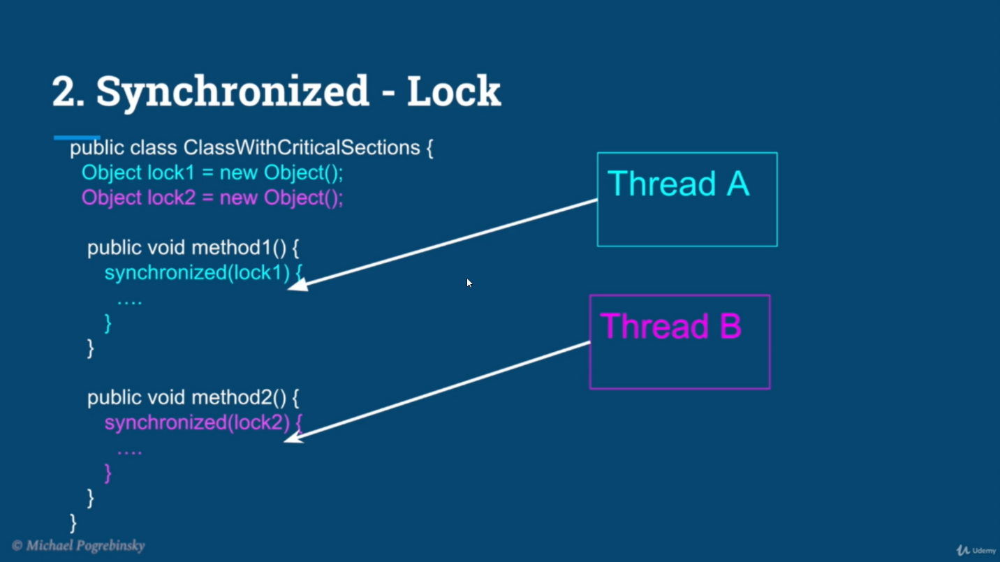 2. Synchronized - Lock
public class ClassWithCriticalSections {
Object lock1 = new Object();
Object lock2 = new Object();
public void method1() {
synchronized(lock1) {
....
}
}
public void method2() {
synchronized(lock2) {
....
}
}
}
Thread A
Thread B
© Michael Pogrebinsky
Udemy